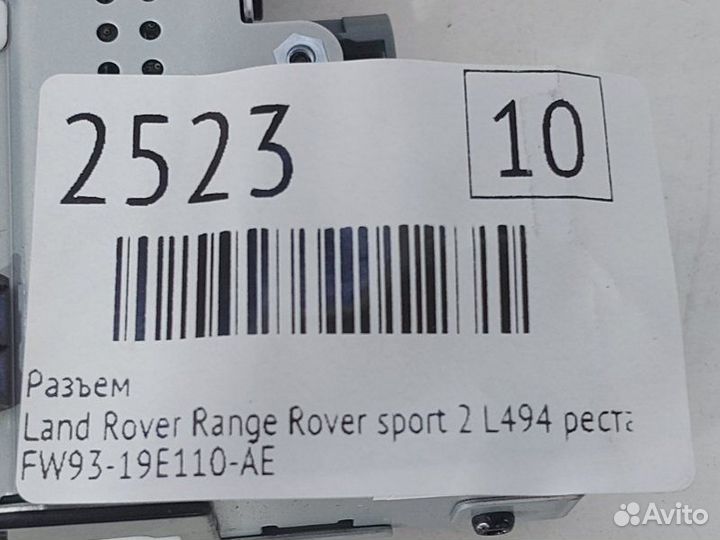 2523
10
Разъем
Land Rover Range Rover sport 2 L494 реста
FW93-19E110-AE
Avito